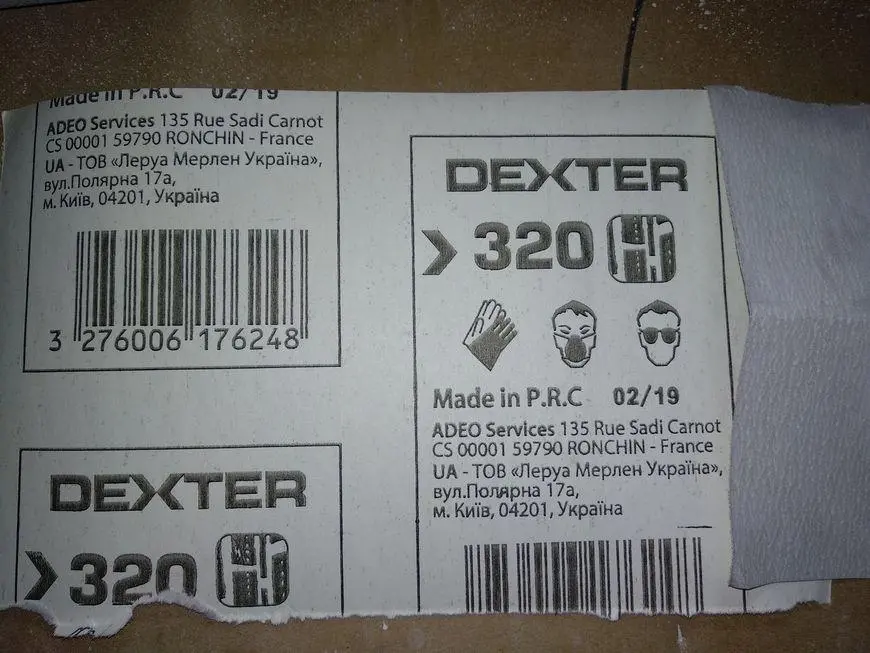 Made in P.R.C 02/19
ADEO Services 135 Rue Sadi Carnot
CS 00001 59790 RONCHIN - France
UA - ТОВ «Леруа Мерлен Україна»,
вул.Полярна 17а,
м. Київ, 04201, Україна
3 276006 176248
DEXTER
320
DEXTER
320
Made in P.R.C 02/19
ADEO Services 135 Rue Sadi Carnot
CS 00001 59790 RONCHIN - France
UA - ТОВ «Леруа Мерлен Україна»,
вул.Полярна 17а,
м. Київ, 04201, Україна